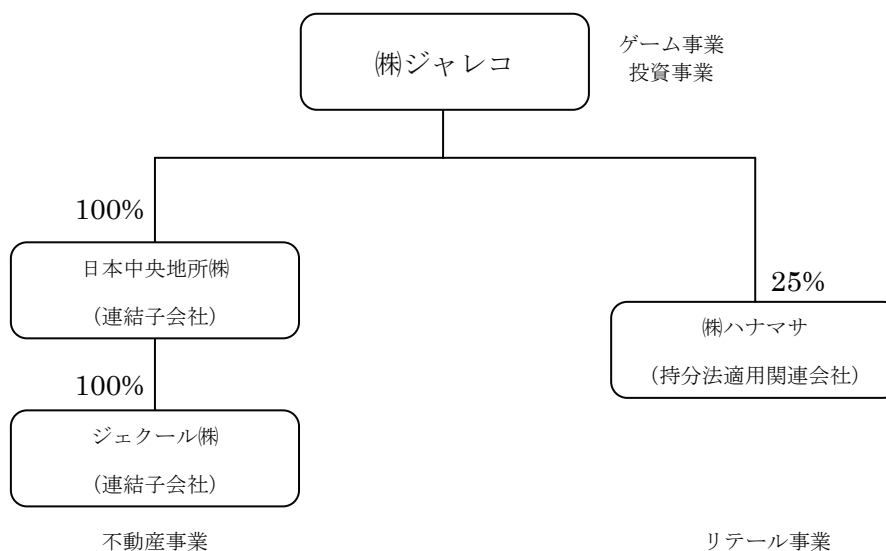 ㈱ジャレコ
ゲーム事業
投資事業
100%
日本中央地所㈱
（連結子会社）
25%
㈱ハナマサ
（持分法適用関連会社）
100%
ジェクール㈱
（連結子会社）
不動産事業
リテール事業